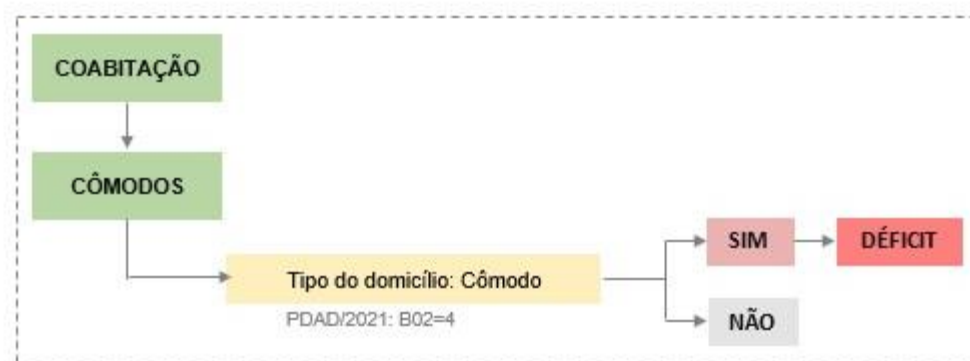 COABITAÇÃO
CÔMODOS
Tipo do domicílio: Cômodo
PDAD/2021: B02=4
SIM
DÉFICIT
NÃO